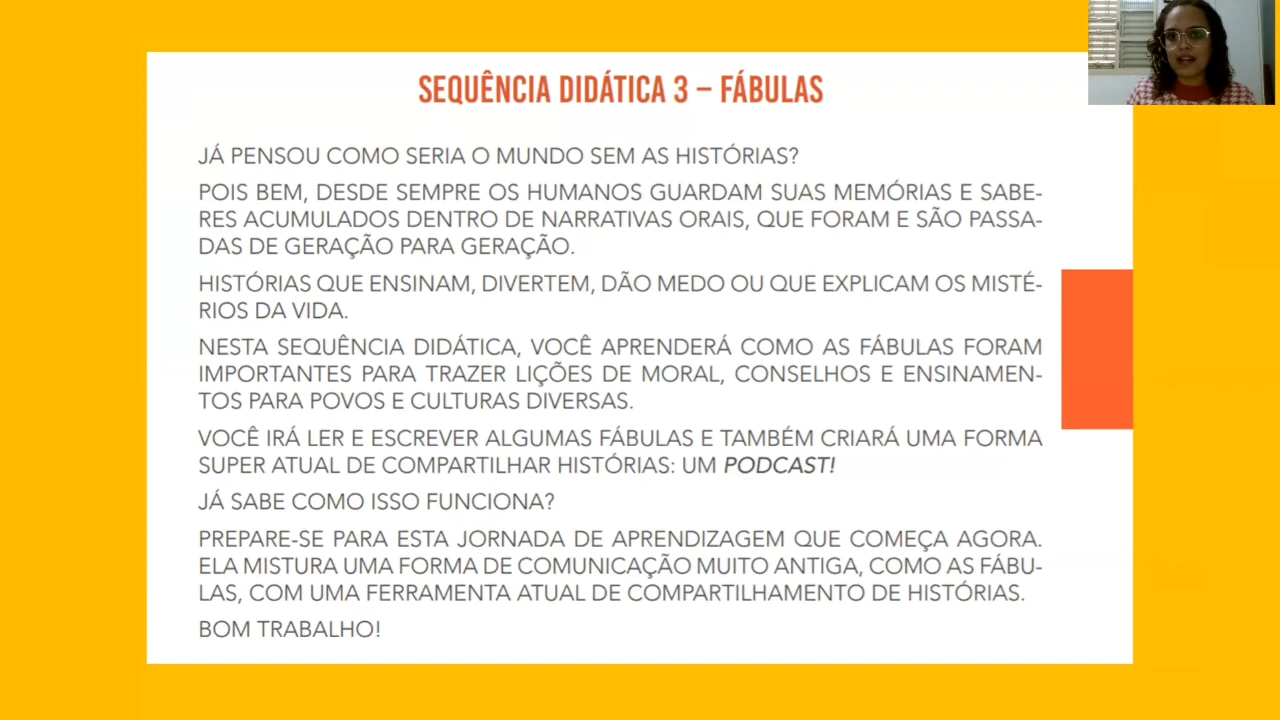 SEQUÊNCIA DIDÁTICA 3 – FÁBULAS
JÁ PENSOU COMO SERIA O MUNDO SEM AS HISTÓRIAS?
POIS BEM, DESDE SEMPRE OS HUMANOS GUARDAM SUAS MEMÓRIAS E SABE-
RES ACUMULADOS DENTRO DE NARRATIVAS ORAIS, QUE FORAM E SÃO PASSA-
DAS DE GERAÇÃO PARA GERAÇÃO.
HISTÓRIAS QUE ENSINAM, DIVERTEM, DÃO MEDO OU QUE EXPLICAM OS MISTÉ-
RIOS DA VIDA.
NESTA SEQUÊNCIA DIDÁTICA, VOCÊ APRENDERÁ COMO AS FÁBULAS FORAM
IMPORTANTES PARA TRAZER LIÇÕES DE MORAL, CONSELHOS E ENSINAMEN-
TOS PARA POVOS E CULTURAS DIVERSAS.
VOCÊ IRÁ LER E ESCREVER ALGUMAS FÁBULAS E TAMBÉM CRIARÁ UMA FORMA
SUPER ATUAL DE COMPARTILHAR HISTÓRIAS: UM PODCAST!
JÁ SABE COMO ISSO FUNCIONA?
PREPARE-SE PARA ESTA JORNADA DE APRENDIZAGEM QUE COMEÇA AGORA.
ELA MISTURA UMA FORMA DE COMUNICAÇÃO MUITO ANTIGA, COMO AS FÁBU-
LAS, COM UMA FERRAMENTA ATUAL DE COMPARTILHAMENTO DE HISTÓRIAS.
BOM TRABALHO!